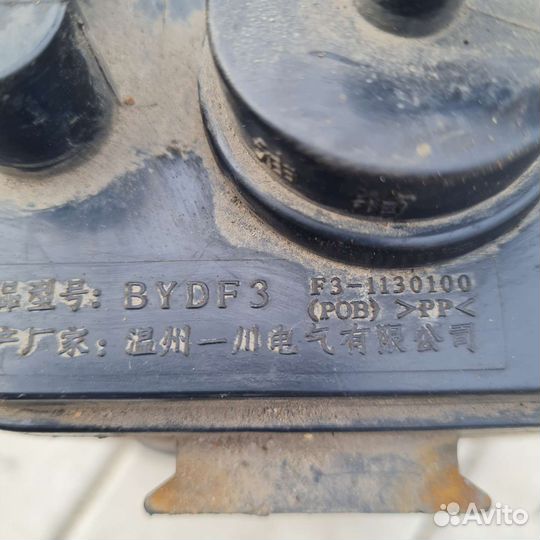 品型号: BYDF3 F3-1130100
(POB) >PP<
产厂家: 温州一川电气有限公司
Avito